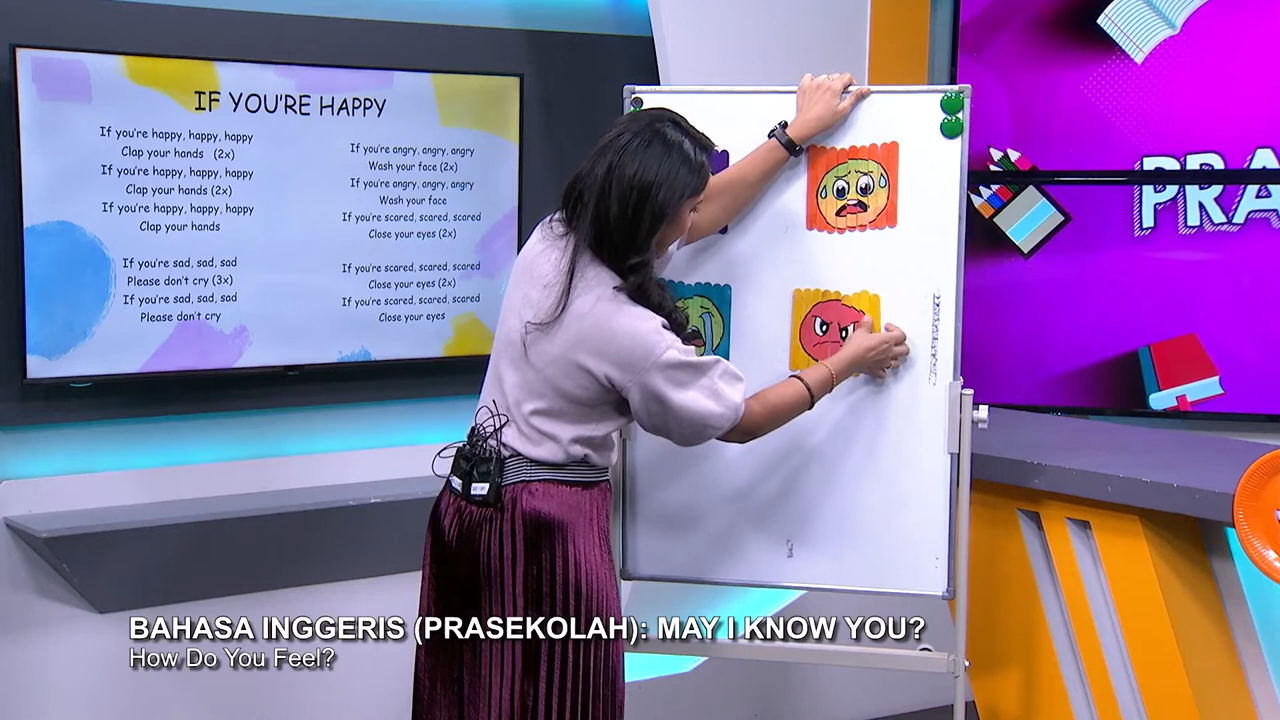 IF YOU'RE HAPPY
If you're happy, happy, happy
Clap your hands (2x)
If you're happy, happy, happy
Clap your hands (2x)
If you're happy, happy, happy
Clap your hands
If you're sad, sad, sad
Please don't cry (3x)
If you're sad, sad, sad
Please don't cry
If you're angry, angry, angry
Wash your face (2x)
If you're angry, angry, angry
Wash your face
If you're scared, scared, scared
Close your eyes (2x)
If you're scared, scared, scared
Close your eyes (2x)
If you're scared, scared, scared
Close your eyes
PRA
BAHASA INGGERIS (PRASEKOLAH): MAY I KNOW YOU?
How Do You Feel?